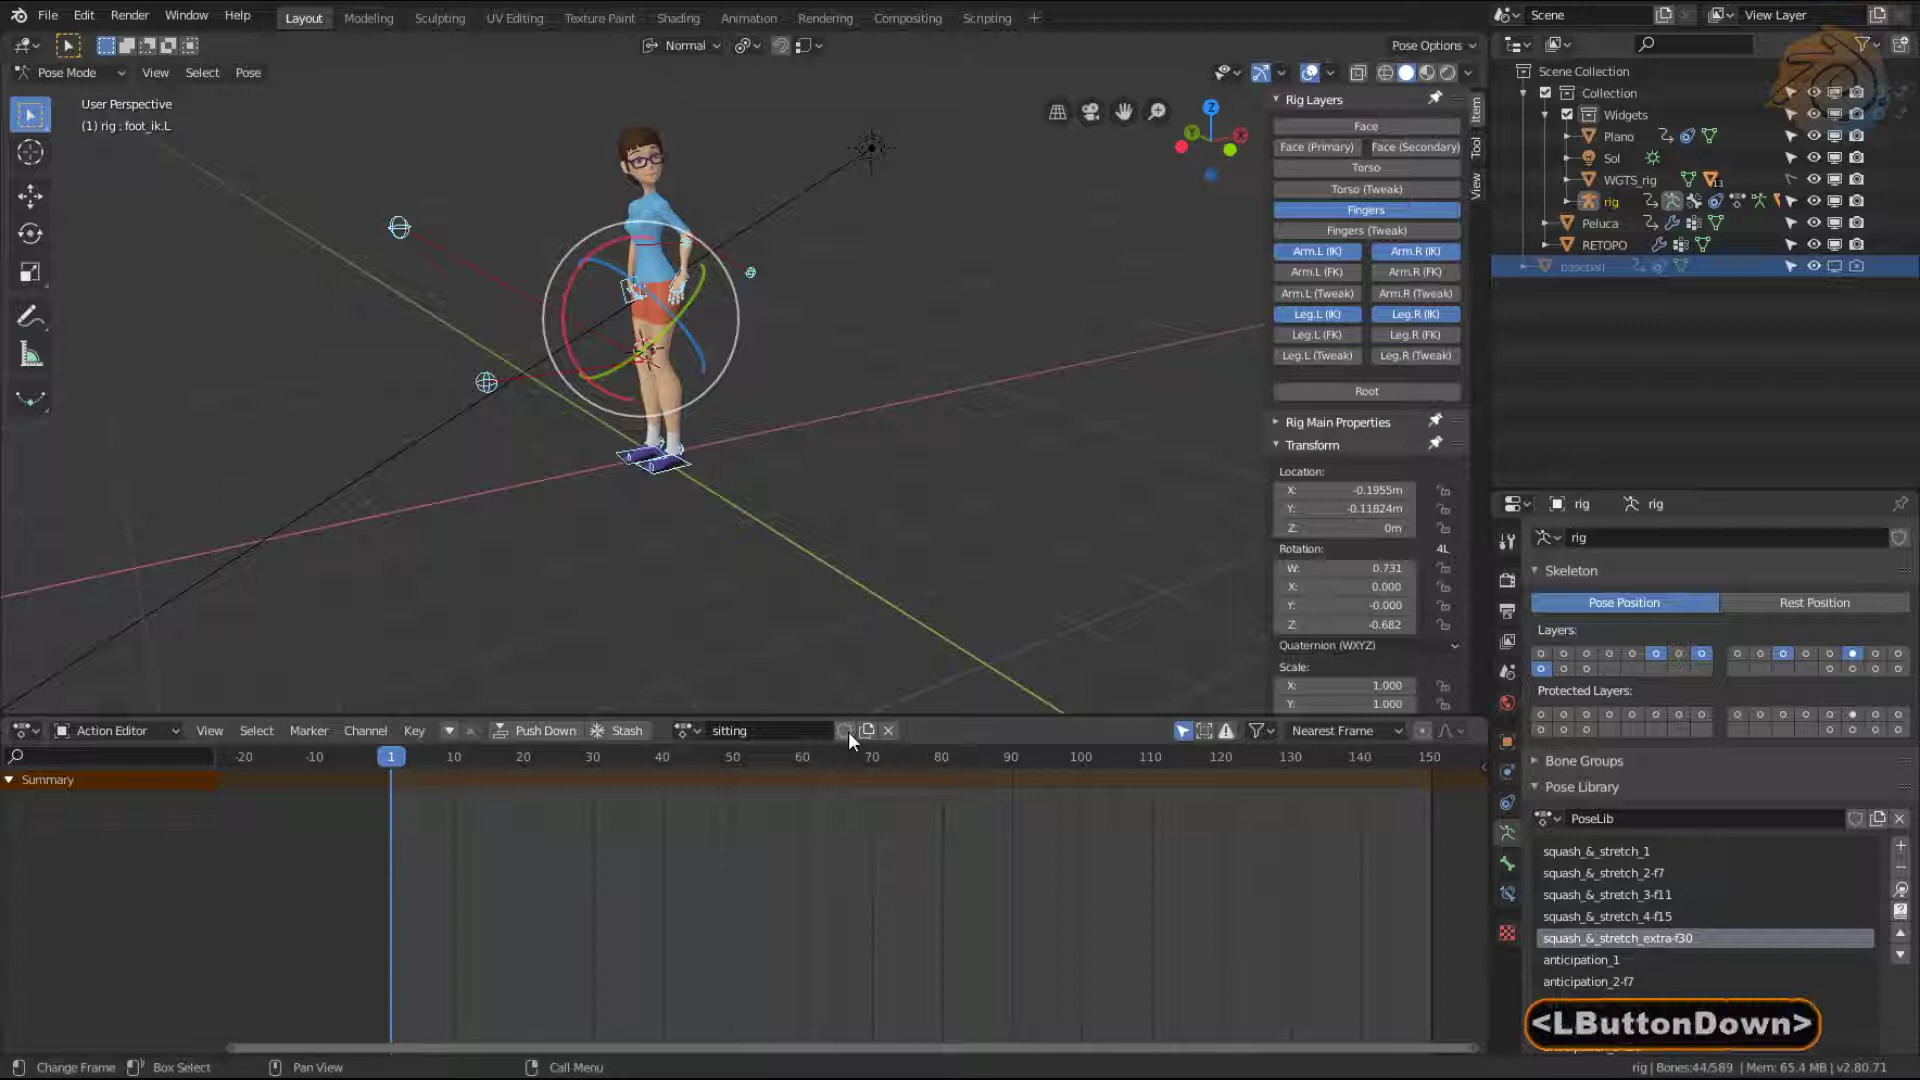 File Edit Render Window Help Layout Modeling Sculpting UV Editing Texture Paint Shading Animation Rendering Compositing Scripting + Scene View Layer
Normal Pose Options
Pose Mode View Select Pose
User Perspective
(1) rig : foot_ik.L
Rig Layers
Face
Face (Primary) Face (Secondary)
Torso
Torso (Tweak)
Fingers
Fingers (Tweak)
Arm.L (IK) Arm.R (IK)
Arm.L (FK) Arm.R (FK)
Arm.L (Tweak) Arm.R (Tweak)
Leg.L (IK) Leg.R (IK)
Leg.L (FK) Leg.R (FK)
Leg.L (Tweak) Leg.R (Tweak)
Root
Rig Main Properties
Transform
Location:
X: -0.1955m
Y: -0.11824m
Z: 0m
Rotation: 4L
W: 0.731
X: 0.000
Y: -0.000
Z: -0.682
Quaternion (WXYZ)
Scale:
X: 1.000
Y: 1.000
Item
Tool
View
Z
Y
X
Scene Collection
Collection
Widgets
Plano
Sol
WGTS_rig 13
rig
Peluca
RETOPO
baseball
rig rig
rig
Skeleton
Pose Position Rest Position
Layers:
Protected Layers:
Bone Groups
Pose Library
PoseLib
squash_&_stretch_1
squash_&_stretch_2-f7
squash_&_stretch_3-f11
squash_&_stretch_4-f15
squash_&_stretch_extra-f30
anticipation_1
anticipation_2-f7
<LButtonDown>
Action Editor View Select Marker Channel Key Push Down Stash sitting Nearest Frame
-20 -10 1 10 20 30 40 50 60 70 80 90 100 110 120 130 140 150
Summary
Change Frame Box Select Pan View Call Menu rig | Bones:44/589 | Mem: 65.4 MB | v2.80.71